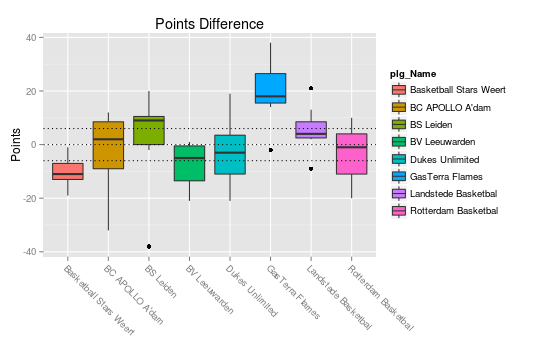 Points Difference
Points
40
20
0
-20
-40
Basketball Stars Weert
BC APOLLO A'dam
BS Leiden
BV Leeuwarden
Dukes Unlimited
GasTerra Flames
Landstede Basketbal
Rotterdam Basketbal
plg_Name
Basketball Stars Weert
BC APOLLO A'dam
BS Leiden
BV Leeuwarden
Dukes Unlimited
GasTerra Flames
Landstede Basketbal
Rotterdam Basketbal